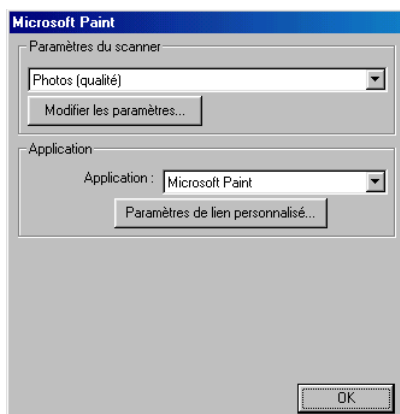 Microsoft Paint
Paramètres du scanner
Photos (qualité)
Modifier les paramètres...
Application
Application : Microsoft Paint
Paramètres de lien personnalisé...
OK